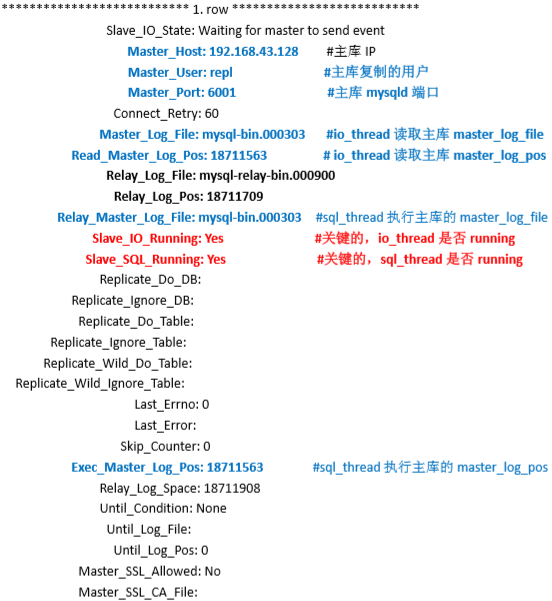 *************************** 1. row ***************************
Slave_IO_State: Waiting for master to send event
Master_Host: 192.168.43.128 #主库 IP
Master_User: repl #主库复制的用户
Master_Port: 6001 #主库 mysqld 端口
Connect_Retry: 60
Master_Log_File: mysql-bin.000303 #io_thread 读取主库 master_log_file
Read_Master_Log_Pos: 18711563 # io_thread 读取主库 master_log_pos
Relay_Log_File: mysql-relay-bin.000900
Relay_Log_Pos: 18711709
Relay_Master_Log_File: mysql-bin.000303 #sql_thread 执行主库的 master_log_file
Slave_IO_Running: Yes #关键的，io_thread 是否 running
Slave_SQL_Running: Yes #关键的，sql_thread 是否 running
Replicate_Do_DB:
Replicate_Ignore_DB:
Replicate_Do_Table:
Replicate_Ignore_Table:
Replicate_Wild_Do_Table:
Replicate_Wild_Ignore_Table:
Last_Errno: 0
Last_Error:
Skip_Counter: 0
Exec_Master_Log_Pos: 18711563 #sql_thread 执行主库的 master_log_pos
Relay_Log_Space: 18711908
Until_Condition: None
Until_Log_File:
Until_Log_Pos: 0
Master_SSL_Allowed: No
Master_SSL_CA_File: